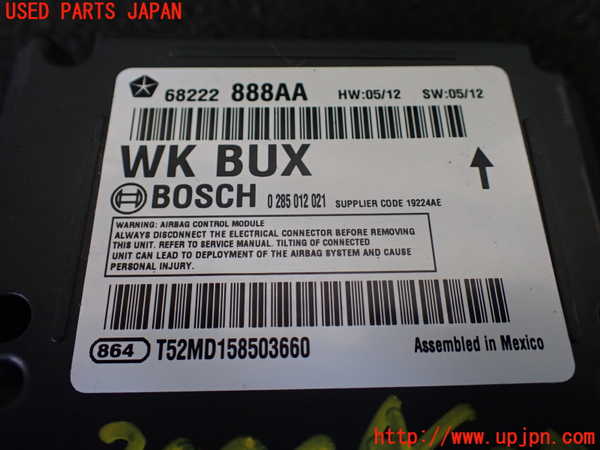 USED PARTS JAPAN
68222 888AA HW:05/12 SW:05/12
WK BUX
BOSCH 0 285 012 021 SUPPLIER CODE 19224AE
WARNING: AIRBAG CONTROL MODULE
ALWAYS DISCONNECT THE ELECTRICAL CONNECTOR BEFORE REMOVING
THIS UNIT. REFER TO SERVICE MANUAL. TILTING OF CONNECTED
UNIT CAN LEAD TO DEPLOYMENT OF THE AIRBAG SYSTEM AND CAUSE
PERSONAL INJURY.
864 T52MD158503660 Assembled in Mexico
http://www.upjpn.com/